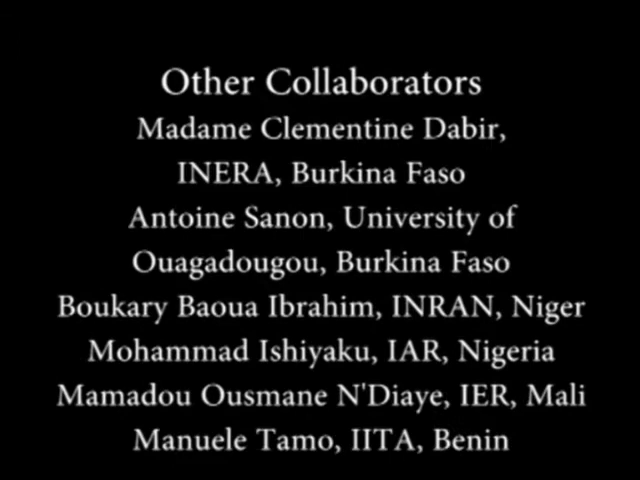 Other Collaborators
Madame Clementine Dabir,
INERA, Burkina Faso
Antoine Sanon, University of
Ouagadougou, Burkina Faso
Boukary Baoua Ibrahim, INRAN, Niger
Mohammad Ishiyaku, IAR, Nigeria
Mamadou Ousmane N'Diaye, IER, Mali
Manuele Tamo, IITA, Benin